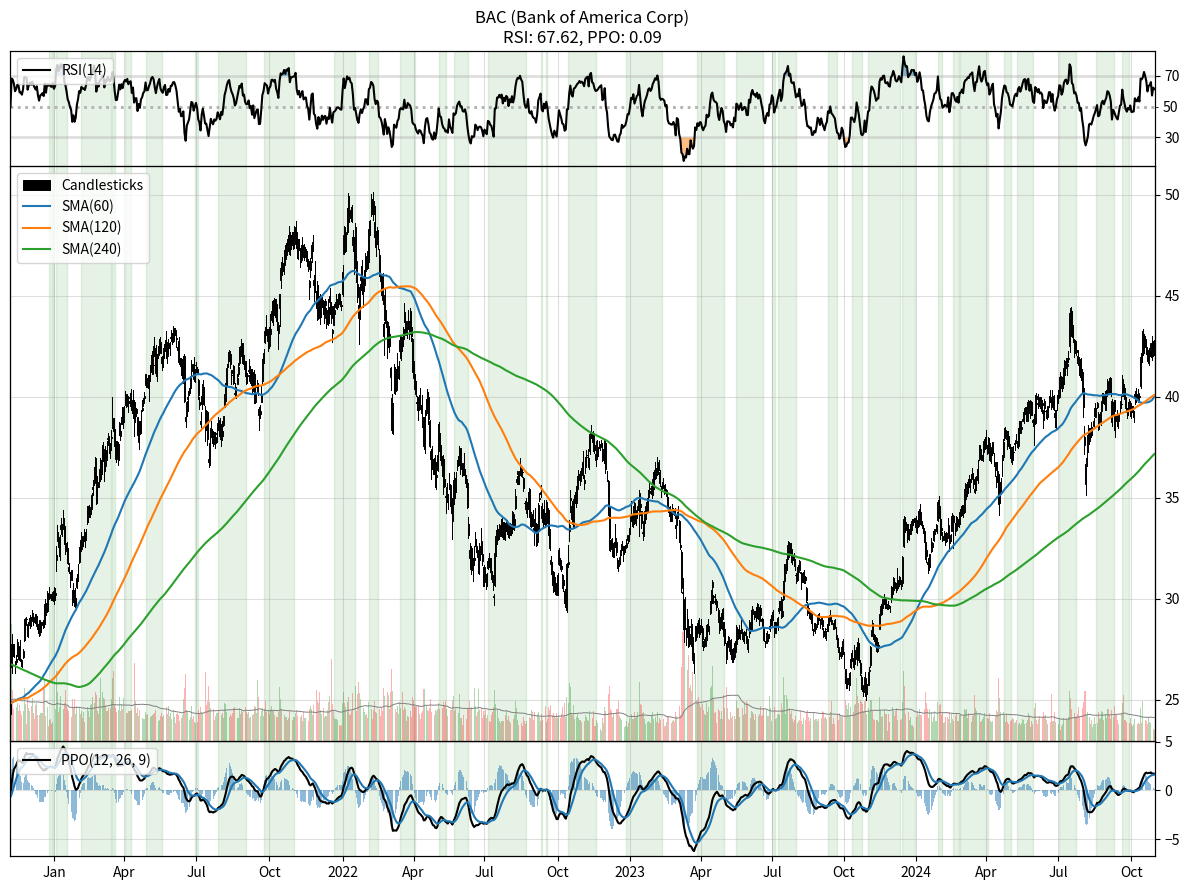 BAC (Bank of America Corp)
RSI: 67.62, PPO: 0.09
RSI(14)
70
50
30
Candlesticks
SMA(60)
SMA(120)
SMA(240)
50
45
40
35
30
25
PPO(12, 26, 9)
5
0
−5
Jan Apr Jul Oct 2022 Apr Jul Oct 2023 Apr Jul Oct 2024 Apr Jul Oct